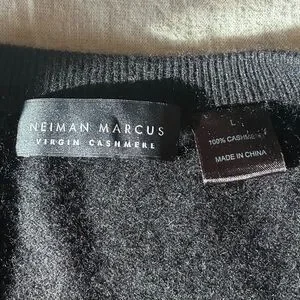 NEIMAN MARCUS
VIRGIN CASHMERE
L
100% CASHMERE
MADE IN CHINA